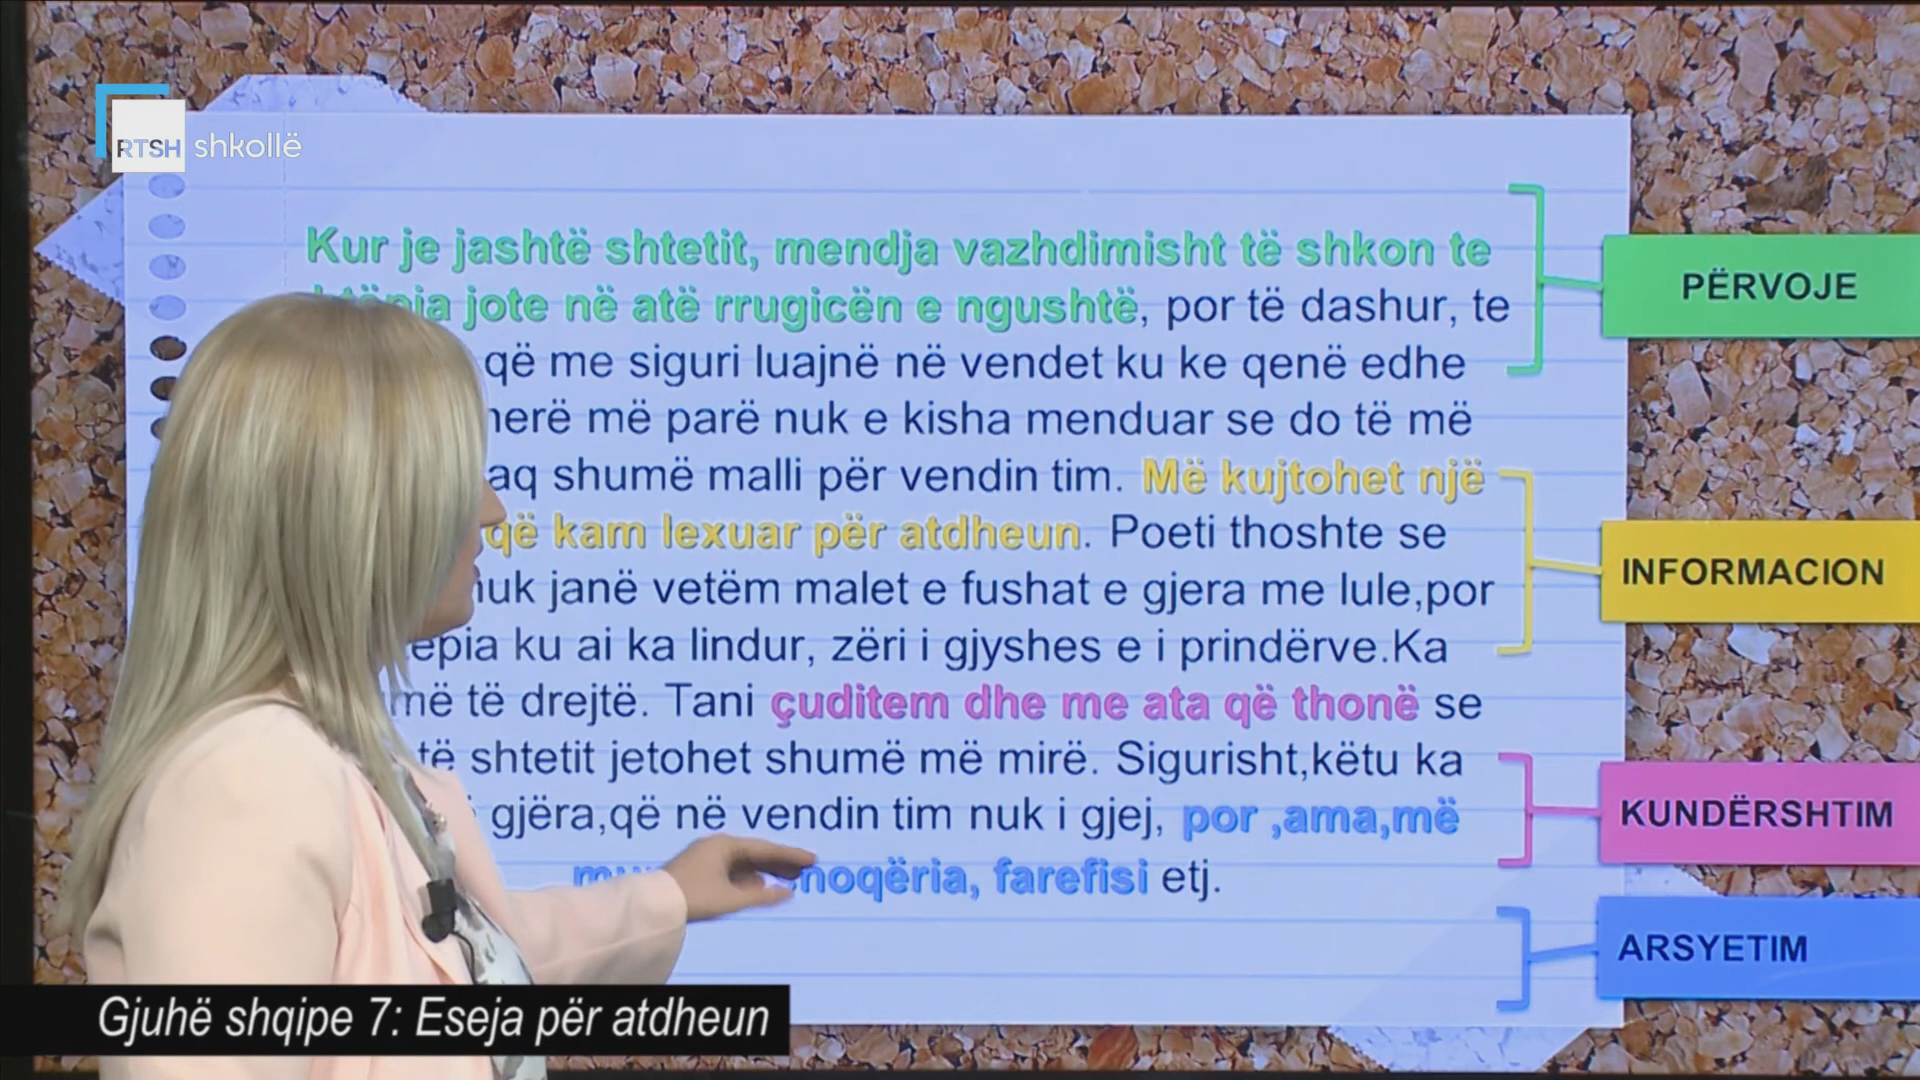 RTSH shkollë
Kur je jashtë shtetit, mendja vazhdimisht të shkon te
jote në atë rrugicën e ngushtë, por të dashur, te
që me siguri luajnë në vendet ku ke qenë edhe
më parë nuk e kisha menduar se do të më
shumë malli për vendin tim. Më kujtohet një
që kam lexuar për atdheun. Poeti thoshte se
janë vetëm malet e fushat e gjera me lule,por
ku ai ka lindur, zëri i gjyshes e i prindërve.Ka
të drejtë. Tani çuditem dhe me ata që thonë se
shtetit jetohet shumë më mirë. Sigurisht,këtu ka
gjëra,që në vendin tim nuk i gjej, por ,ama,më
farefisi etj.
PËRVOJE
INFORMACION
KUNDËRSHTIM
ARSYETIM
Gjuhë shqipe 7: Eseja për atdheun